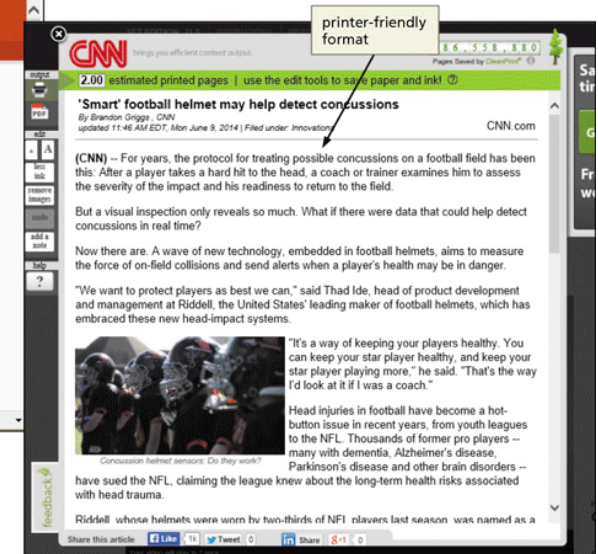 printer-friendly
format
CNN
brings you efficient content output.
86,558,880
Pages Saved by CleanPrint
output
2.00 estimated printed pages | use the edit tools to save paper and ink!
PDF
edit
A A
less
ink
remove
images
undo
add a
note
help
?
'Smart' football helmet may help detect concussions
By Brandon Griggs , CNN
updated 11:46 AM EDT, Mon June 9, 2014 | Filed under: Innovations
CNN.com
(CNN) -- For years, the protocol for treating possible concussions on a football field has been
this: After a player takes a hard hit to the head, a coach or trainer examines him to assess
the severity of the impact and his readiness to return to the field.
But a visual inspection only reveals so much. What if there were data that could help detect
concussions in real time?
Now there are. A wave of new technology, embedded in football helmets, aims to measure
the force of on-field collisions and send alerts when a player's health may be in danger.
"We want to protect players as best we can," said Thad Ide, head of product development
and management at Riddell, the United States' leading maker of football helmets, which has
embraced these new head-impact systems.
"It's a way of keeping your players healthy. You
can keep your star player healthy, and keep your
star player playing more," he said. "That's the way
I'd look at it if I was a coach."
Head injuries in football have become a hot-
button issue in recent years, from youth leagues
to the NFL. Thousands of former pro players --
many with dementia, Alzheimer's disease,
Parkinson's disease and other brain disorders --
Concussion helmet sensors: Do they work?
have sued the NFL, claiming the league knew about the long-term health risks associated
with head trauma.
Riddell, whose helmets were worn by two-thirds of NFL players last season, was named as a
feedback
Share this article
Like 1k
Tweet 0
in Share
g+1 0
Sa
tin
G
Fr
we